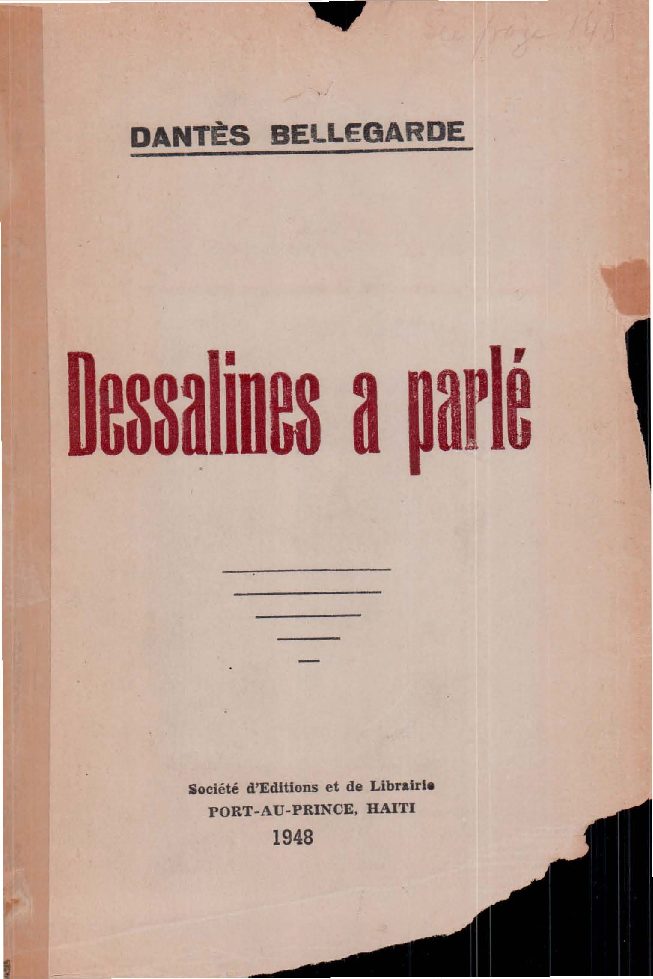 DANTÈS BELLEGARDE
Dessalines a parlé
Société d'Editions et de Librairie
PORT-AU-PRINCE, HAITI
1948